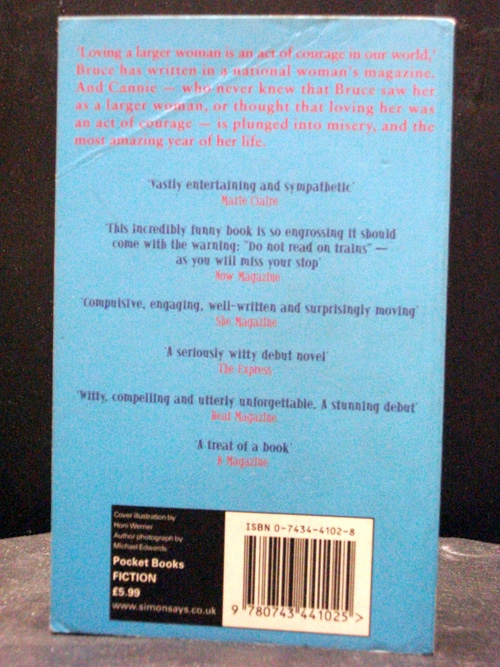 'Loving a larger woman is an act of courage in our world,'
Bruce has written in a national woman's magazine.
And Cannie – who never knew that Bruce saw her
as a larger woman, or thought that loving her was
an act of courage – is plunged into misery, and the
most amazing year of her life.
'Vastly entertaining and sympathetic'
Marie Claire
'This incredibly funny book is so engrossing it should
come with the warning: "Do not read on trains" –
as you will miss your stop'
Now Magazine
'Compulsive, engaging, well-written and surprisingly moving'
She Magazine
'A seriously witty debut novel'
The Express
'Witty, compelling and utterly unforgettable. A stunning debut'
Heat Magazine
'A treat of a book'
B Magazine
Cover illustration by
Honi Werner
Author photograph by
Michael Edwards
Pocket Books
FICTION
£5.99
www.simonsays.co.uk
ISBN 0-7434-4102-8
9 780743 441025 >